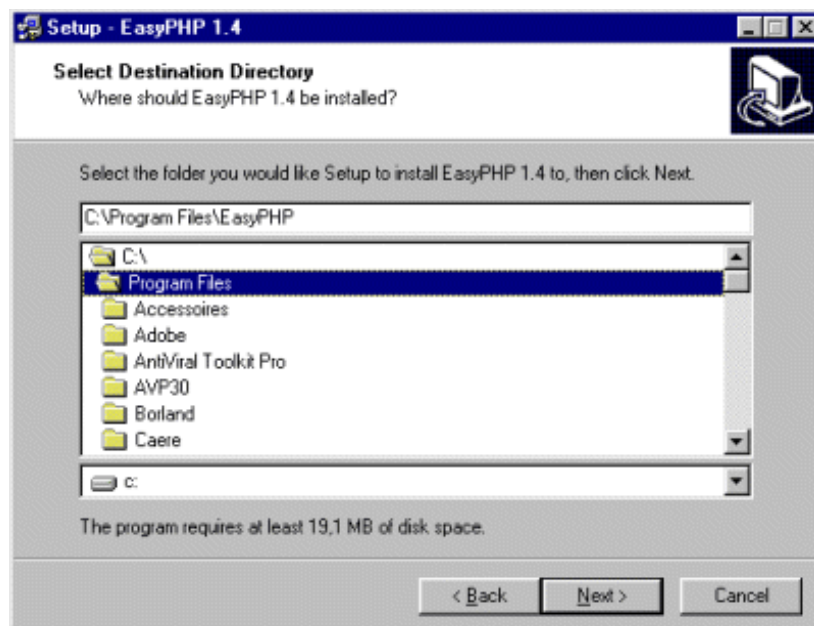 Setup - EasyPHP 1.4
Select Destination Directory
Where should EasyPHP 1.4 be installed?
Select the folder you would like Setup to install EasyPHP 1.4 to, then click Next.
C:\Program Files\EasyPHP
C:\
Program Files
Accessoires
Adobe
AntiViral Toolkit Pro
AVP30
Borland
Caere
c:
The program requires at least 19,1 MB of disk space.
< Back Next > Cancel